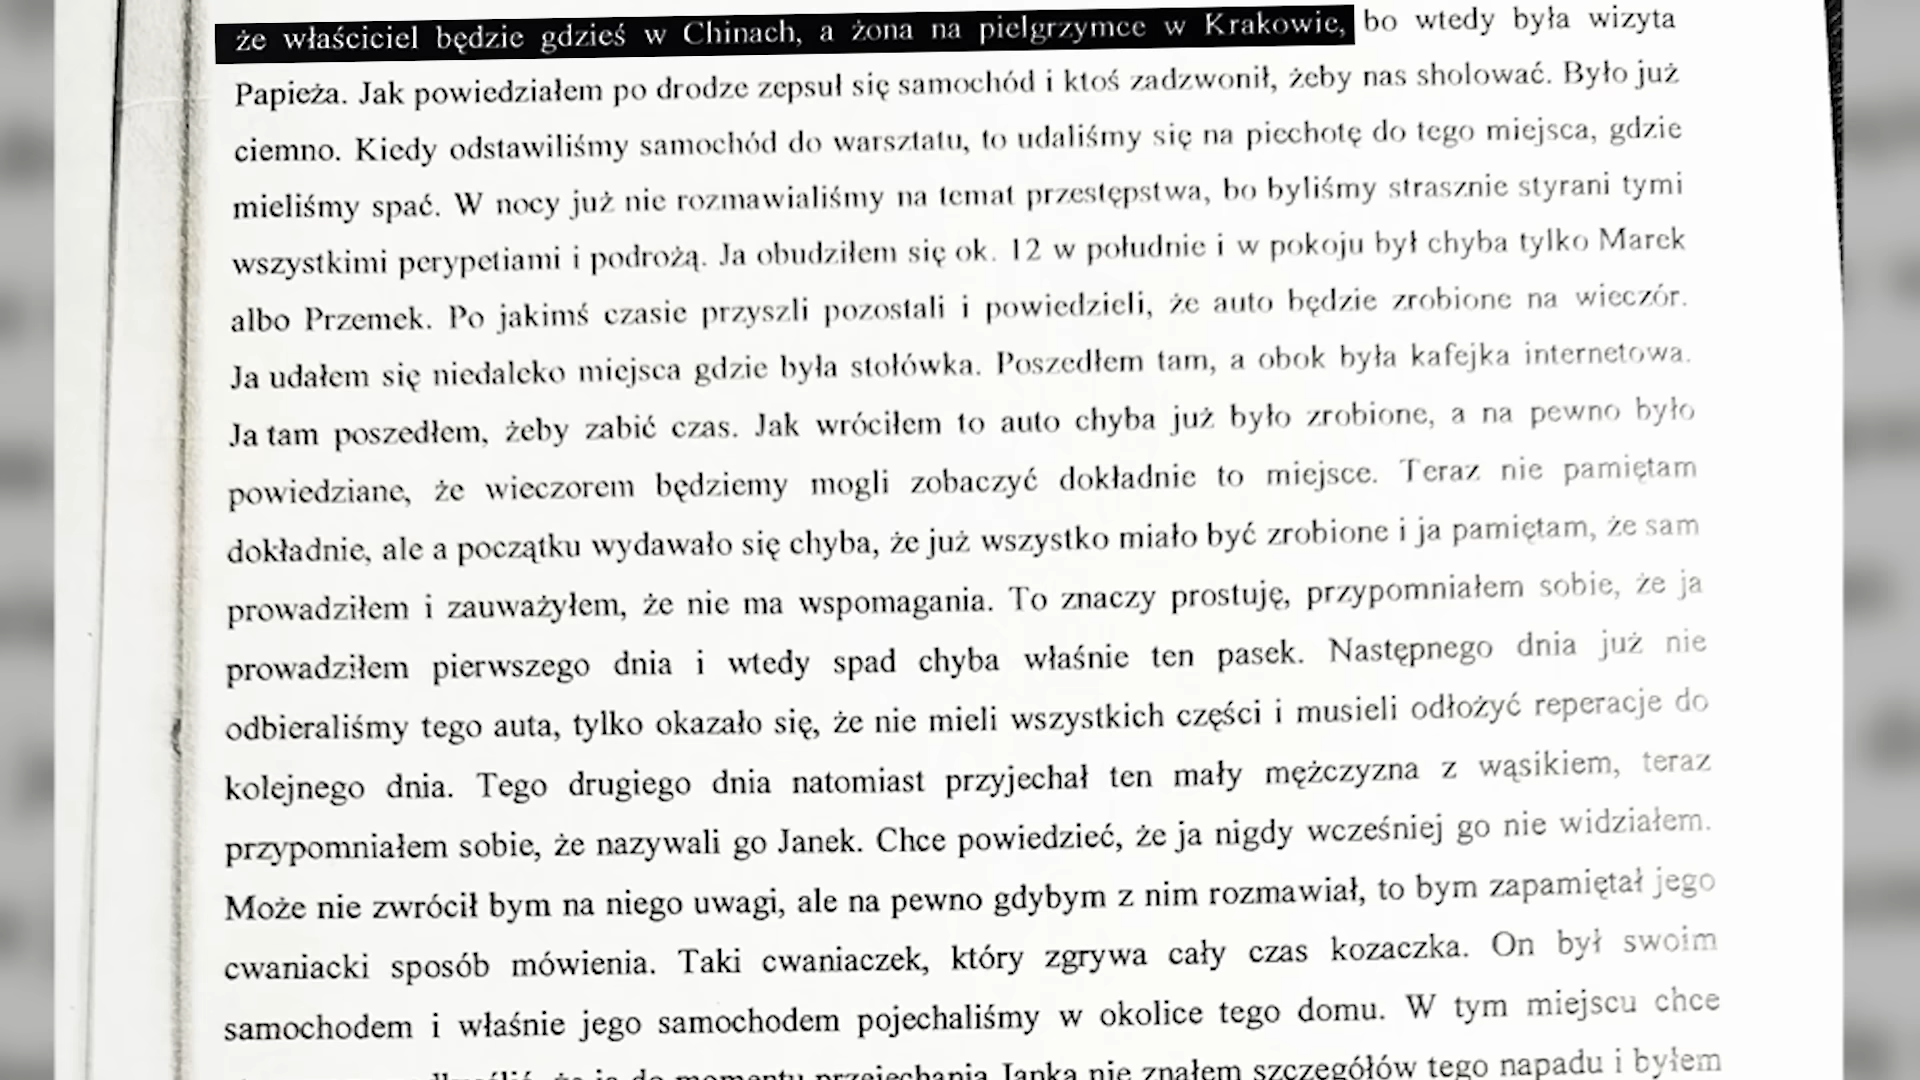 że właściciel będzie gdzieś w Chinach, a żona na pielgrzymce w Krakowie, bo wtedy była wizyta
Papieża. Jak powiedziałem po drodze zepsuł się samochód i ktoś zadzwonił, żeby nas sholować. Było już
ciemno. Kiedy odstawiliśmy samochód do warsztatu, to udaliśmy się na piechotę do tego miejsca, gdzie
mieliśmy spać. W nocy już nie rozmawialiśmy na temat przestępstwa, bo byliśmy strasznie styrani tymi
wszystkimi perypetiami i podrożą. Ja obudziłem się ok. 12 w południe i w pokoju był chyba tylko Marek
albo Przemek. Po jakimś czasie przyszli pozostali i powiedzieli, że auto będzie zrobione na wieczór.
Ja udałem się niedaleko miejsca gdzie była stołówka. Poszedłem tam, a obok była kafejka internetowa.
Ja tam poszedłem, żeby zabić czas. Jak wróciłem to auto chyba już było zrobione, a na pewno było
powiedziane, że wieczorem będziemy mogli zobaczyć dokładnie to miejsce. Teraz nie pamiętam
dokładnie, ale a początku wydawało się chyba, że już wszystko miało być zrobione i ja pamiętam, że sam
prowadziłem i zauważyłem, że nie ma wspomagania. To znaczy prostuję, przypomniałem sobie, że ja
prowadziłem pierwszego dnia i wtedy spad chyba właśnie ten pasek. Następnego dnia już nie
odbieraliśmy tego auta, tylko okazało się, że nie mieli wszystkich części i musieli odłożyć reperacje do
kolejnego dnia. Tego drugiego dnia natomiast przyjechał ten mały mężczyzna z wąsikiem, teraz
przypomniałem sobie, że nazywali go Janek. Chce powiedzieć, że ja nigdy wcześniej go nie widziałem.
Może nie zwrócił bym na niego uwagi, ale na pewno gdybym z nim rozmawiał, to bym zapamiętał jego
cwaniacki sposób mówienia. Taki cwaniaczek, który zgrywa cały czas kozaczka. On był swoim
samochodem i właśnie jego samochodem pojechaliśmy w okolice tego domu. W tym miejscu chce
że ja do momentu przejechania Janka nie znałem szczegółów tego napadu i byłem